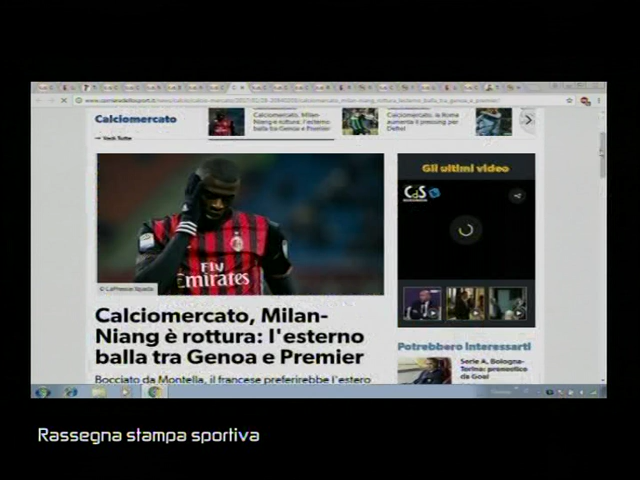 Calciomercato
Vedi Tutte
Calciomercato, Milan-
Niang è rottura: l'esterno
balla tra Genoa e Premier
Calciomercato, la Roma
aumenta il pressing per
Defrel
Gli ultimi video
CdS
Fly
Emirates
© LaPresse
Calciomercato, Milan-
Niang è rottura: l'esterno
balla tra Genoa e Premier
Bocciato da Montella, il francese preferirebbe l'estero
Potrebbero Interessarti
Serie A, Bologna-
Torino: pronostico
da Goal
Rassegna stampa sportiva